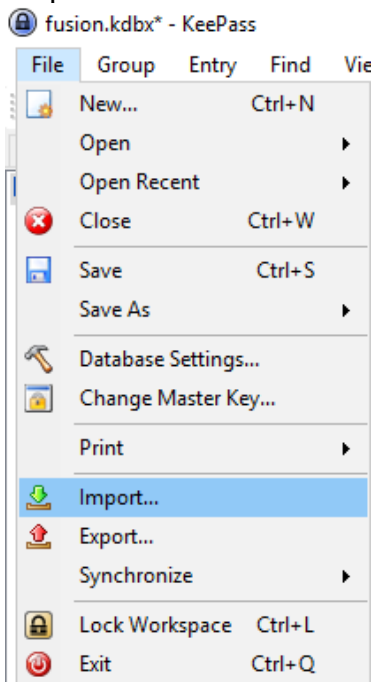 fusion.kdbx* - KeePass
File Group Entry Find Vie
New... Ctrl+N
Open
Open Recent
Close Ctrl+W
Save Ctrl+S
Save As
Database Settings...
Change Master Key...
Print
Import...
Export...
Synchronize
Lock Workspace Ctrl+L
Exit Ctrl+Q